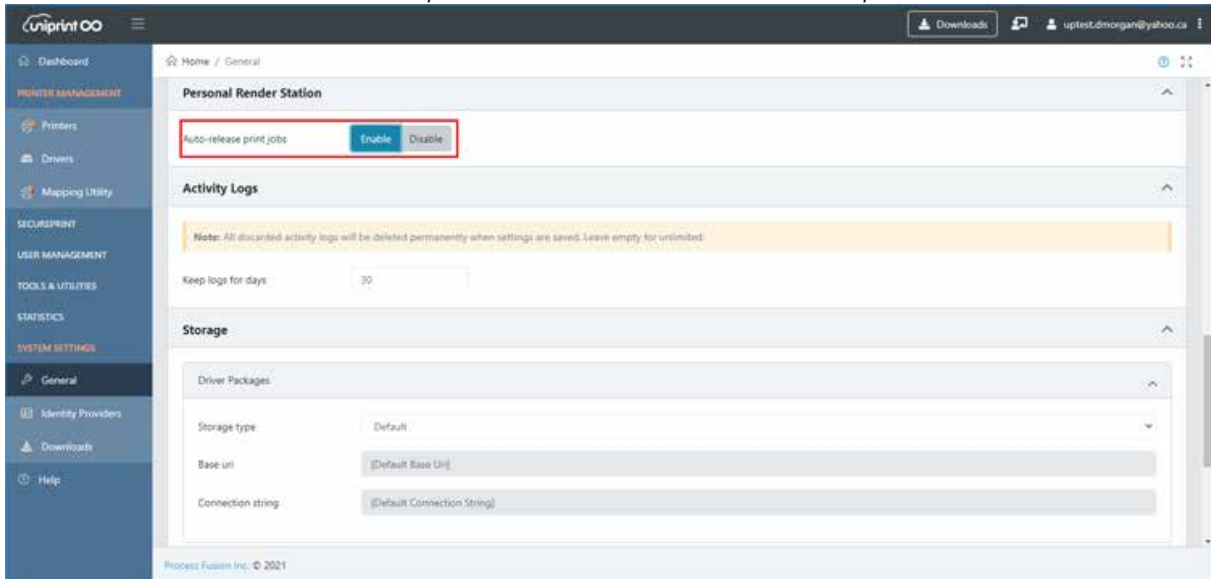 uniprint
Downloads
uptest.dmorgan@yahoo.ca
Dashboard
PRINTER MANAGEMENT
Printers
Drivers
Mapping Utility
SECUREPRINT
USER MANAGEMENT
TOOLS & UTILITIES
STATISTICS
SYSTEM SETTINGS
General
Identity Providers
Downloads
Help
Home / General
Personal Render Station
Auto-release print jobs Enable Disable
Activity Logs
Note: All discarded activity logs will be deleted permanently when settings are saved. Leave empty for unlimited.
Keep logs for days 30
Storage
Driver Packages
Storage type Default
Base uri [Default Base Uri]
Connection string [Default Connection String]
Process Fusion Inc. © 2021